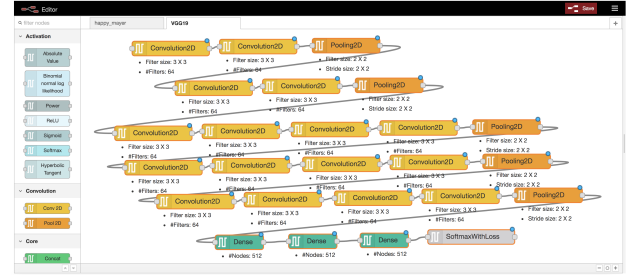 Editor
Save
filter nodes
happy_mayer
VGG19
+
Activation
Absolute
Value
Binomial
normal log
likelihood
Power
ReLU
Sigmoid
Softmax
Hyperbolic
Tangent
Convolution
Conv 2D
Pool 2D
Core
Concat
Convolution2D
Convolution2D
Pooling2D
• Filter size: 3 X 3
• Filter size: 3 X 3
• Filter size: 2 X 2
• #Filters: 64
• #Filters: 64
• Stride size: 2 X 2
Convolution2D
Convolution2D
Pooling2D
• Filter size: 3 X 3
• Filter size: 3 X 3
• Filter size: 2 X 2
• #Filters: 64
• #Filters: 64
• Stride size: 2 X 2
Convolution2D
Convolution2D
Convolution2D
Convolution2D
Pooling2D
• Filter size: 3 X 3
• Filter size: 3 X 3
• Filter size: 3 X 3
• Filter size: 3 X 3
• Filter size: 2 X 2
• #Filters: 64
• #Filters: 64
• #Filters: 64
• #Filters: 64
• Stride size: 2 X 2
Convolution2D
Convolution2D
Convolution2D
Convolution2D
Pooling2D
• Filter size: 3 X 3
• Filter size: 3 X 3
• Filter size: 3 X 3
• Filter size: 3 X 3
• Filter size: 2 X 2
• #Filters: 64
• #Filters: 64
• #Filters: 64
• #Filters: 64
• Stride size: 2 X 2
Convolution2D
Convolution2D
Convolution2D
Convolution2D
Pooling2D
• Filter size: 3 X 3
• Filter size: 3 X 3
• Filter size: 3 X 3
• Filter size: 3 X 3
• Filter size: 2 X 2
• #Filters: 64
• #Filters: 64
• #Filters: 64
• #Filters: 64
• Stride size: 2 X 2
Dense
Dense
Dense
SoftmaxWithLoss
• #Nodes: 512
• #Nodes: 512
• #Nodes: 512